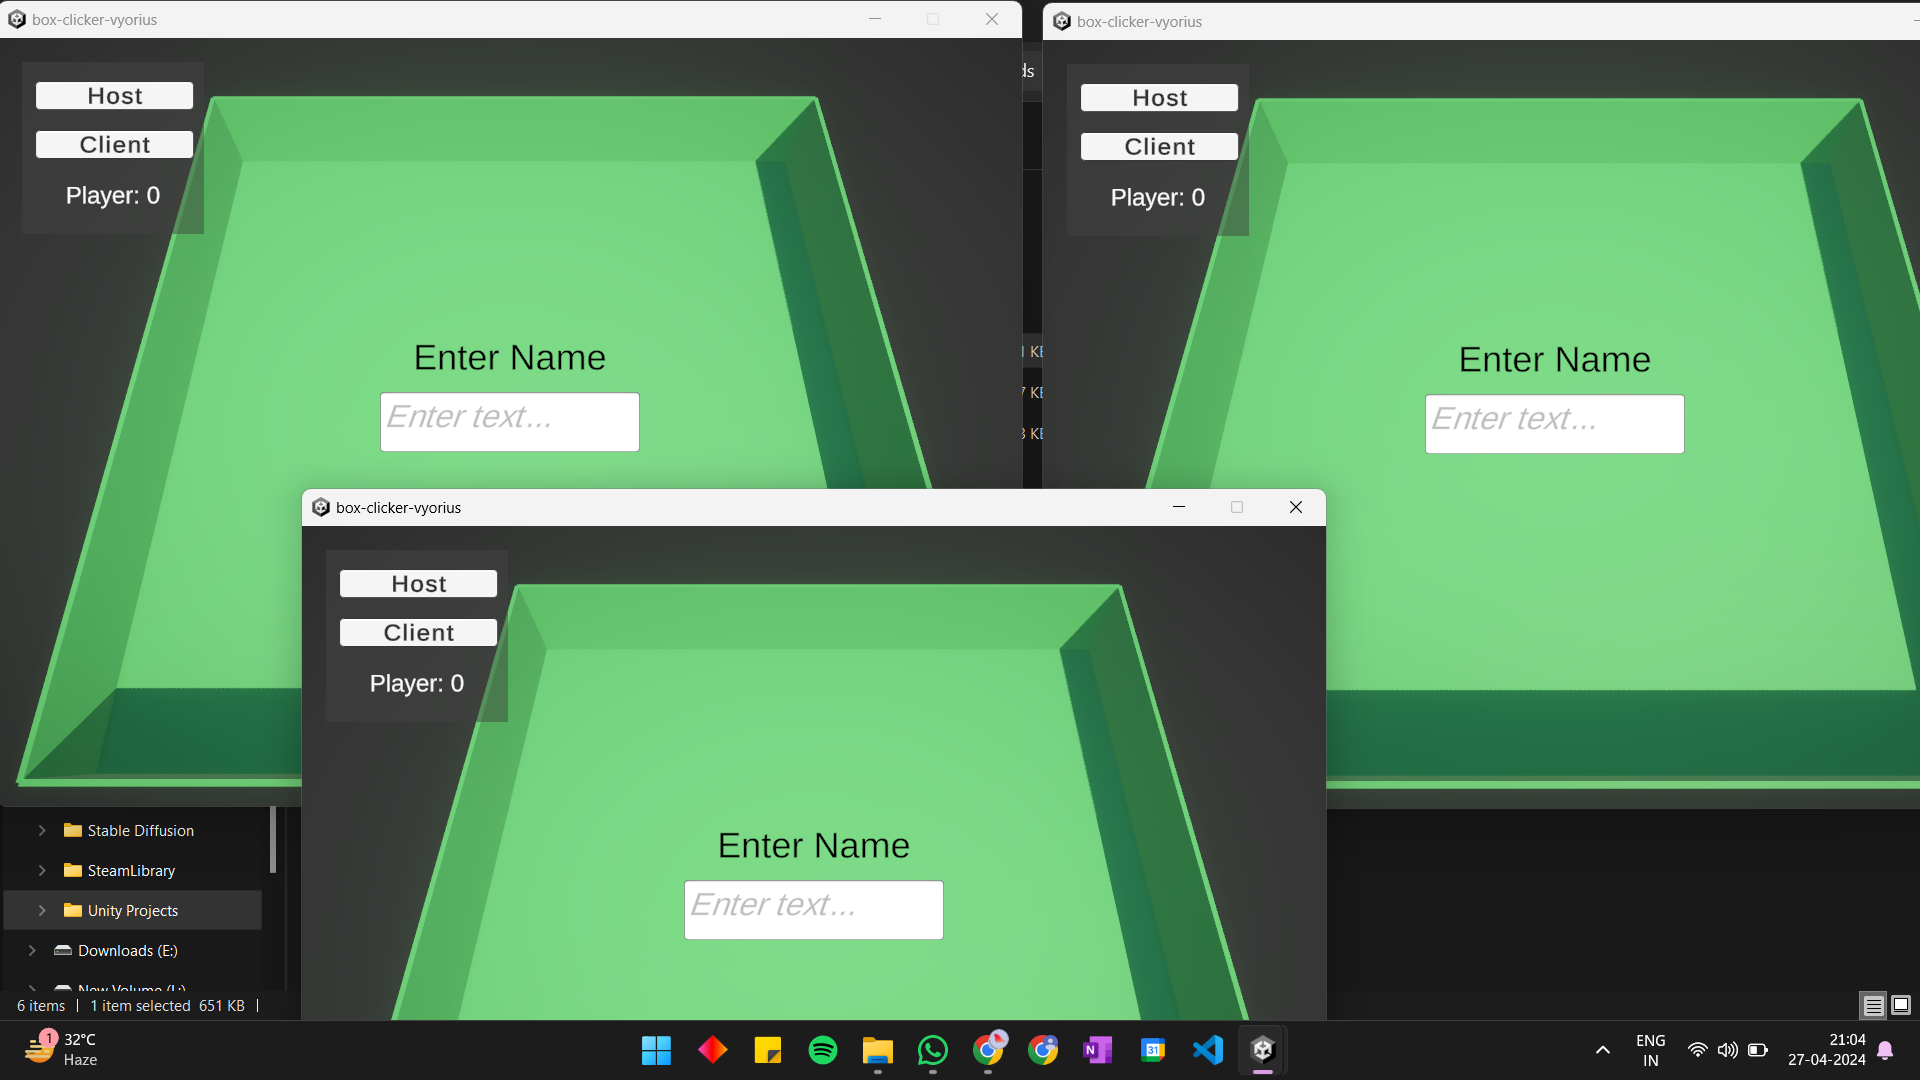 box-clicker-vyorius
Host
Client
Player: 0
Enter Name
Enter text...
box-clicker-vyorius
Host
Client
Player: 0
Enter Name
Enter text...
ds
KB
KB
KB
box-clicker-vyorius
Host
Client
Player: 0
Enter Name
Enter text...
Stable Diffusion
SteamLibrary
Unity Projects
Downloads (E:)
New Volume (I:)
6 items
1 item selected 651 KB
1
32°C
Haze
N
31
ENG
IN
21:04
27-04-2024